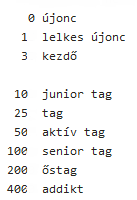 0 újonc
1 lelkes újonc
3 kezdő
10 junior tag
25 tag
50 aktív tag
100 senior tag
200 őstag
400 addikt